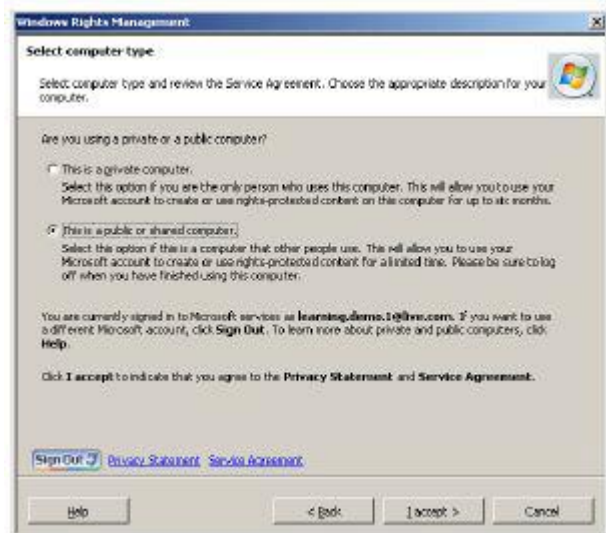 Windows Rights Management
Select computer type
Select computer type and review the Service Agreement. Choose the appropriate description for your
computer.
Are you using a private or a public computer?
This is a private computer.
Select this option if you are the only person who uses this computer. This will allow you to use your
Microsoft account to create or use rights-protected content on this computer for up to six months.
This is a public or shared computer.
Select this option if this is a computer that other people use. This will allow you to use your
Microsoft account to create or use rights-protected content for a limited time. Please be sure to log
off when you have finished using this computer.
You are currently signed in to Microsoft services as learning.demo.1@live.com. If you want to use
a different Microsoft account, click Sign Out. To learn more about private and public computers, click
Help.
Click I accept to indicate that you agree to the Privacy Statement and Service Agreement.
Sign Out Privacy Statement Service Agreement
Help < Back I accept > Cancel